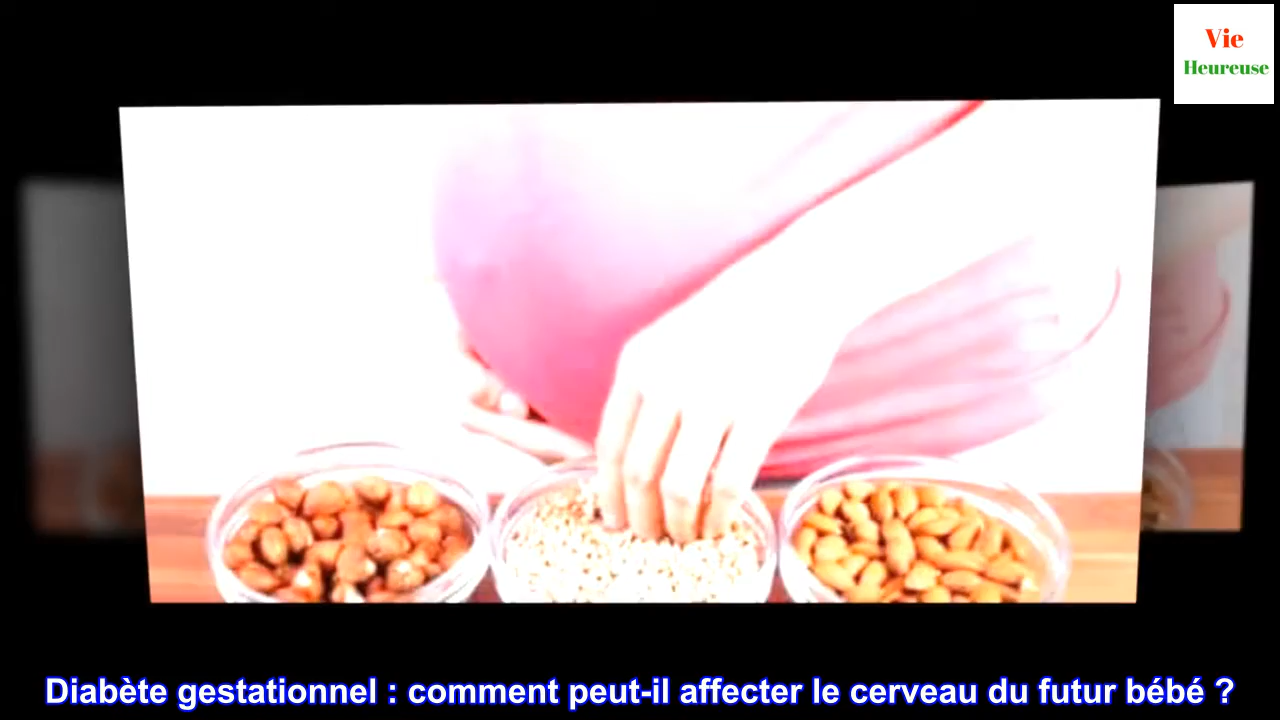 Vie
Heureuse
Diabète gestationnel : comment peut-il affecter le cerveau du futur bébé ?